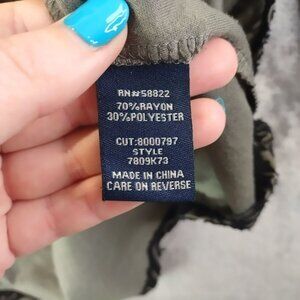 RN#58822
70%RAYON
30%POLYESTER
CUT:8000797
STYLE
7809K73
MADE IN CHINA
CARE ON REVERSE